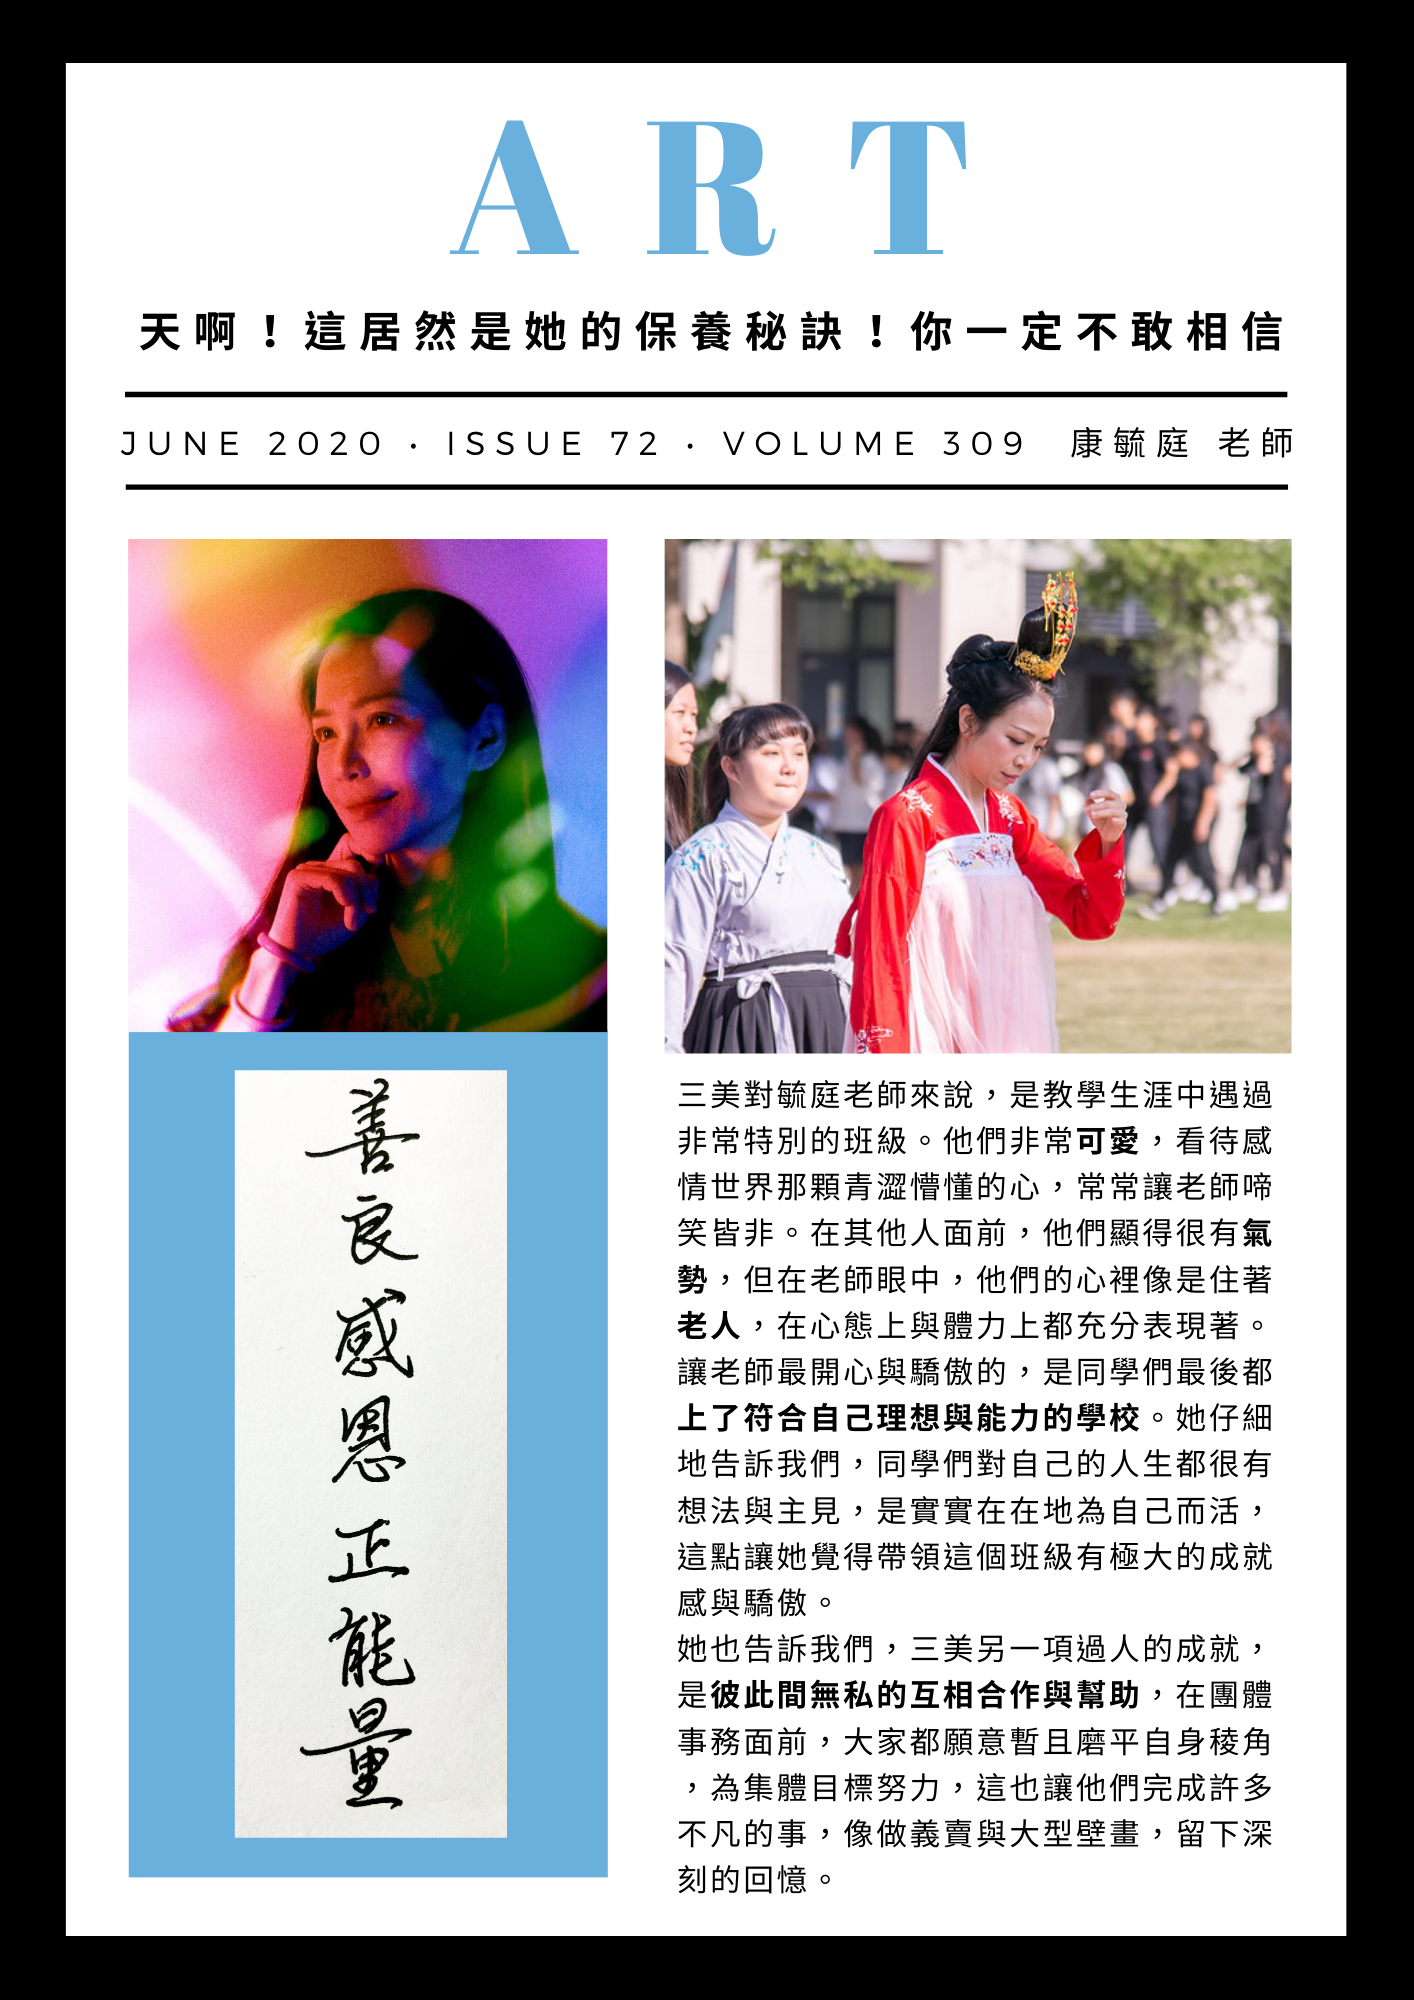 ART
天啊！這居然是她的保養秘訣！你一定不敢相信
JUNE 2020 · ISSUE 72 · VOLUME 309 康毓庭 老師
善良感恩正能量
三美對毓庭老師來說，是教學生涯中遇過
非常特別的班級。他們非常可愛，看待感
情世界那顆青澀懵懂的心，常常讓老師啼
笑皆非。在其他人面前，他們顯得很有氣
勢，但在老師眼中，他們的心裡像是住著
老人，在心態上與體力上都充分表現著。
讓老師最開心與驕傲的，是同學們最後都
上了符合自己理想與能力的學校。她仔細
地告訴我們，同學們對自己的人生都很有
想法與主見，是實實在在地為自己而活，
這點讓她覺得帶領這個班級有極大的成就
感與驕傲。
她也告訴我們，三美另一項過人的成就，
是彼此間無私的互相合作與幫助，在團體
事務面前，大家都願意暫且磨平自身稜角
，為集體目標努力，這也讓他們完成許多
不凡的事，像做義賣與大型壁畫，留下深
刻的回憶。